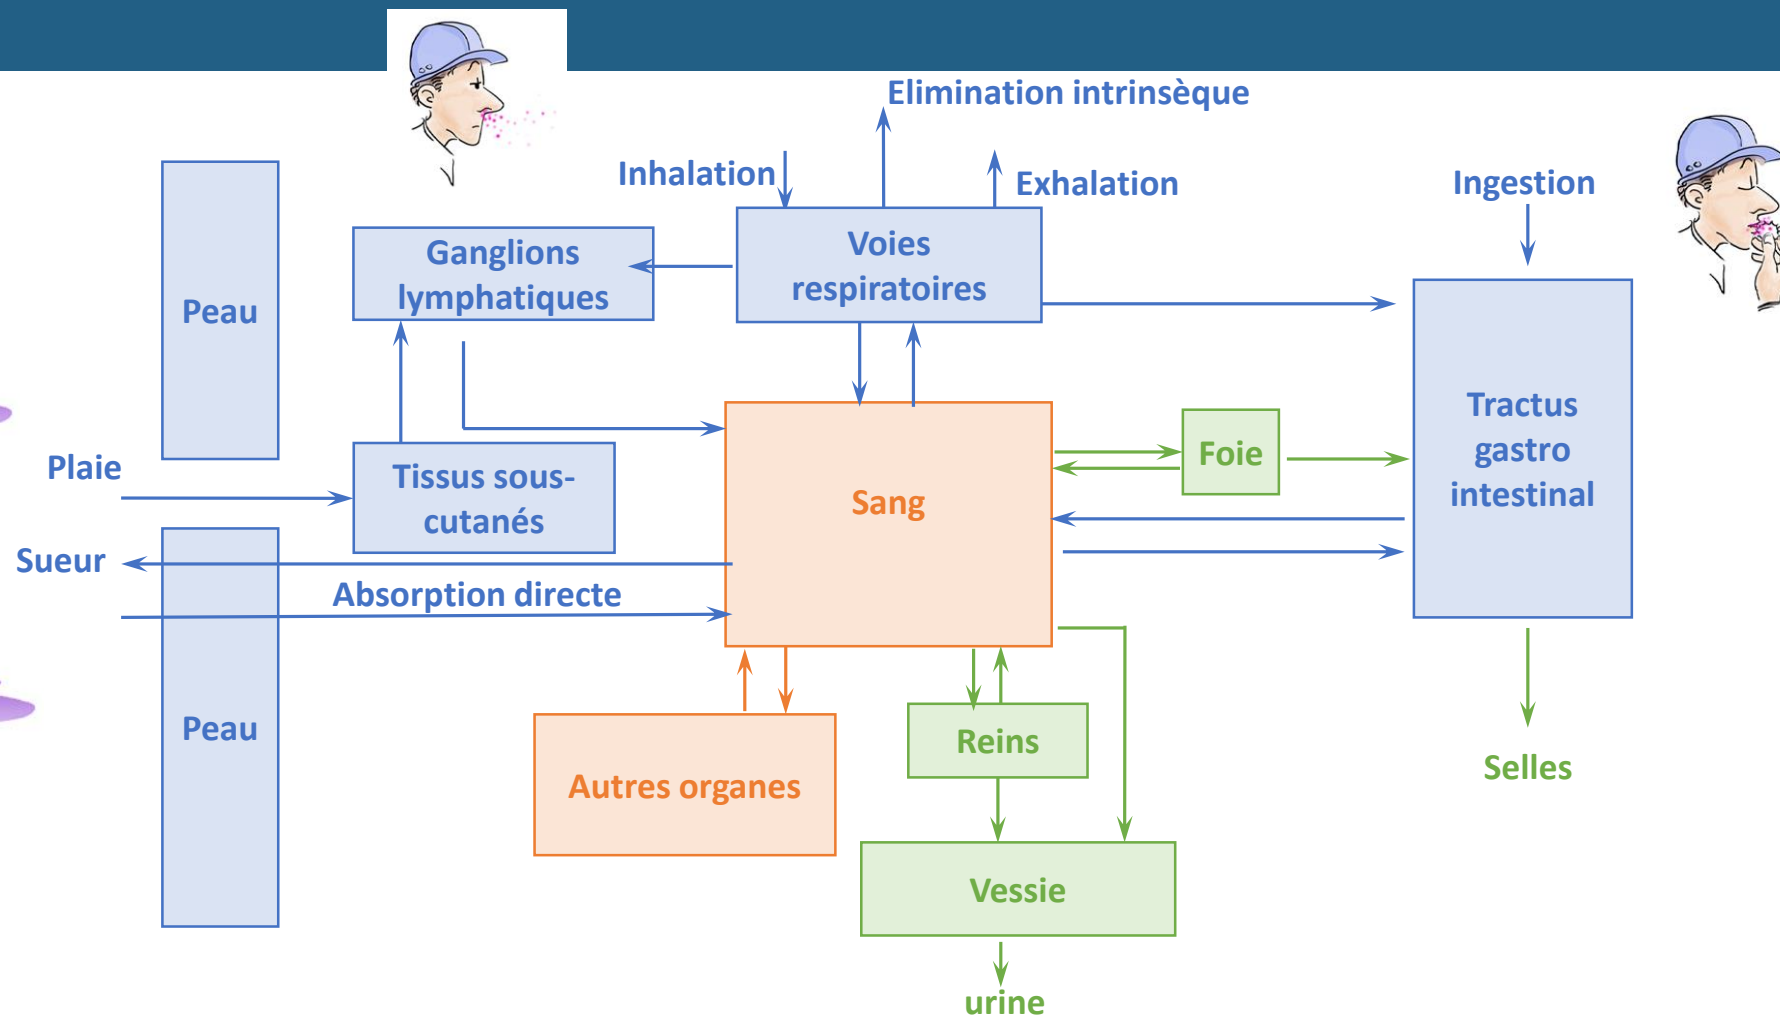 Elimination intrinsèque
Inhalation
Exhalation
Ingestion
Peau
Ganglions
lymphatiques
Voies
respiratoires
Tractus
gastro
intestinal
Plaie
Tissus sous-
cutanés
Sang
Foie
Sueur
Absorption directe
Peau
Autres organes
Reins
Selles
Vessie
urine